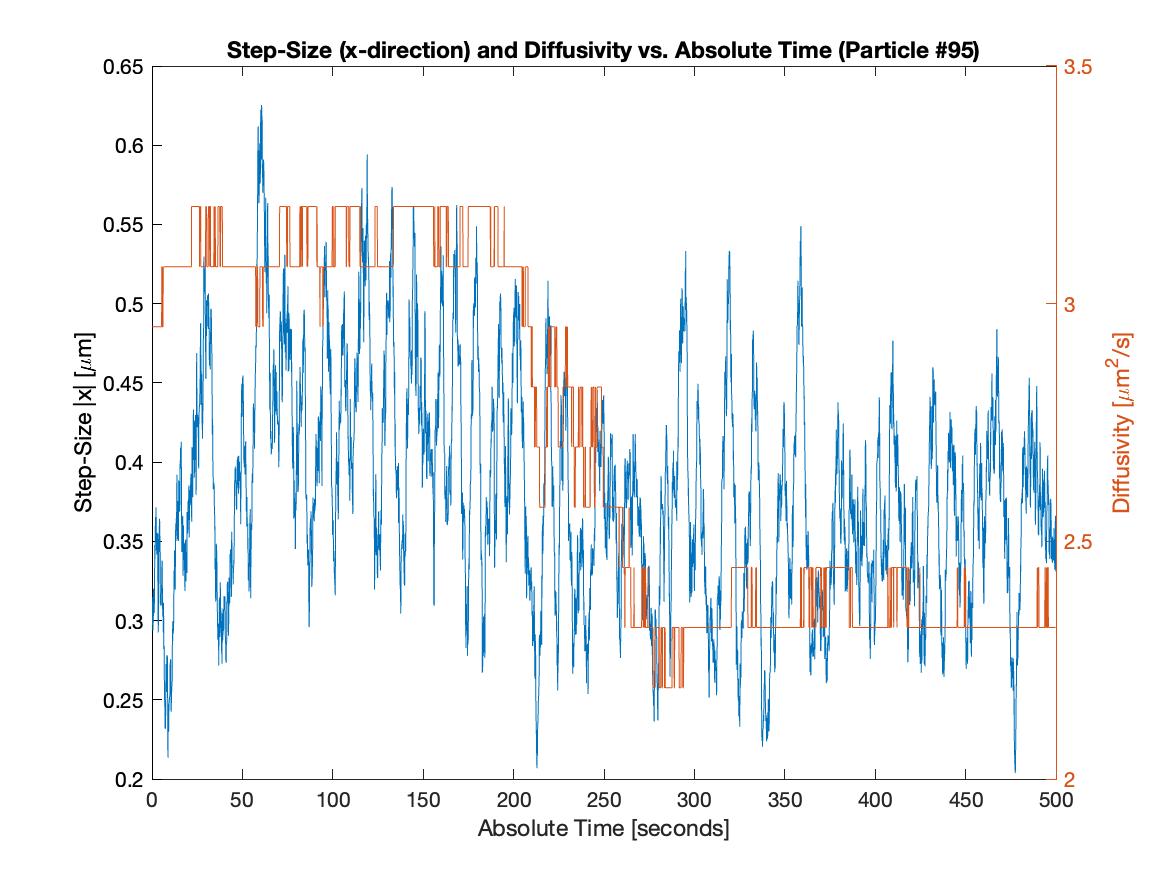 Step-Size (x-direction) and Diffusivity vs. Absolute Time (Particle #95)
0.65
0.6
0.55
0.5
0.45
0.4
0.35
0.3
0.25
0.2
Step-Size |x| [μm]
3.5
3
2.5
2
Diffusivity [μm²/s]
0 50 100 150 200 250 300 350 400 450 500
Absolute Time [seconds]